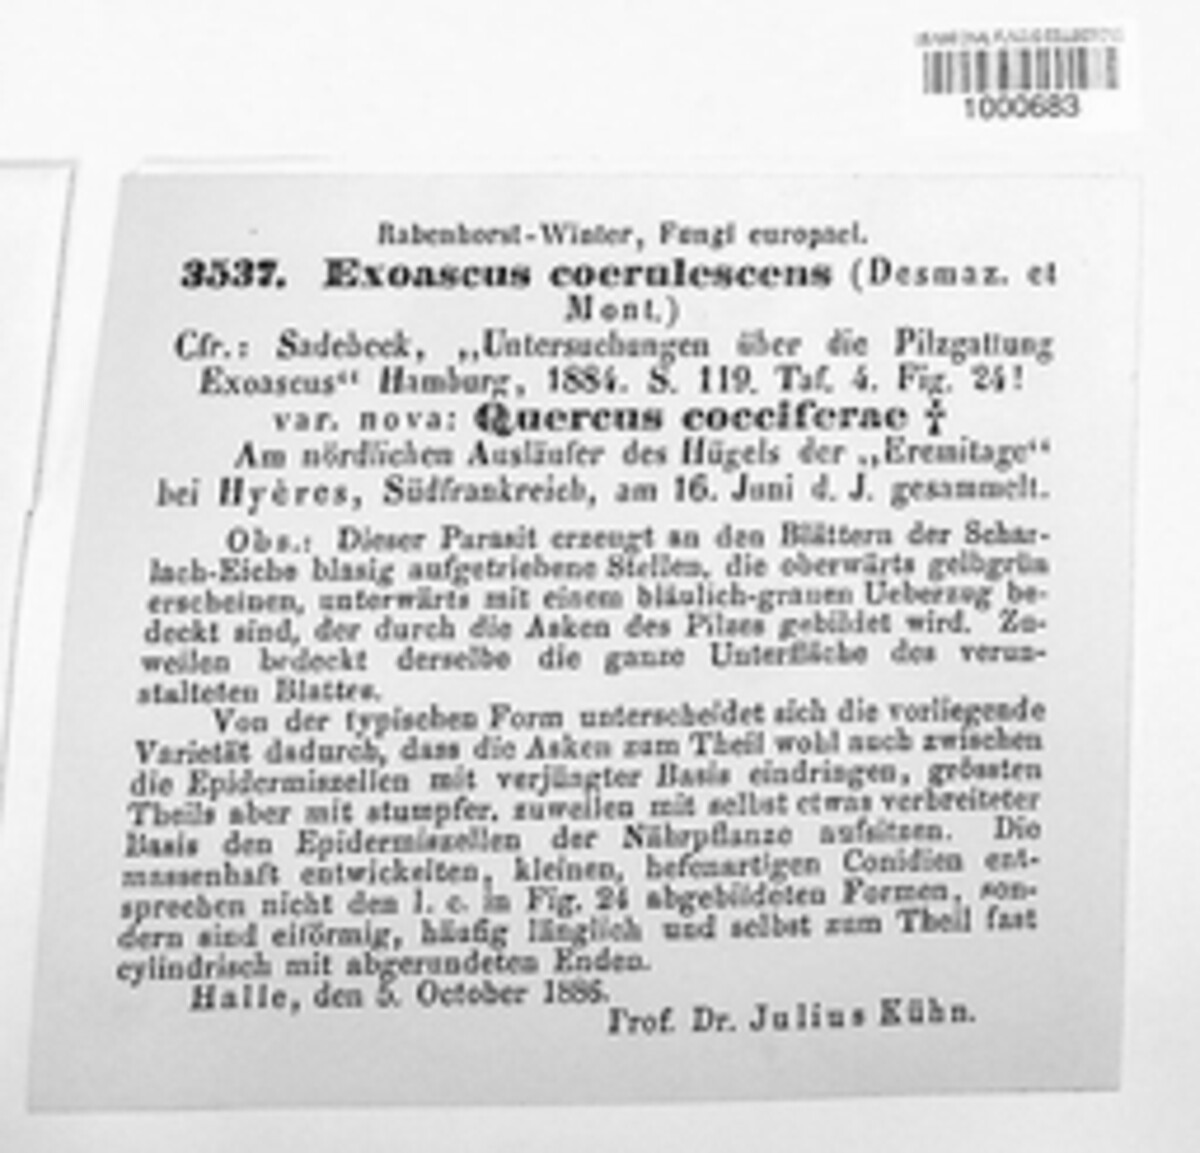 1000683
Rabenhorst-Winter, Fungi europaei.
3537. Exoascus coerulescens (Desmaz. et
Mont.)
Cfr.: Sadebeck, „Untersuchungen über die Pilzgattung
Exoascus“ Hamburg, 1884. S. 119. Taf. 4. Fig. 24!
var. nova: Quercus cocciferae †
Am nördlichen Ausläufer des Hügels der „Eremitage“
bei Hyères, Südfrankreich, am 16. Juni d. J. gesammelt.
Obs.: Dieser Parasit erzeugt an den Blättern der Schar-
lach-Eiche blasig aufgetriebene Stellen, die oberwärts gelbgrün
erscheinen, unterwärts mit einem bläulich-grauen Ueberzug be-
deckt sind, der durch die Asken des Pilzes gebildet wird. Zu-
weilen bedeckt derselbe die ganze Unterfläche des verun-
stalteten Blattes.
Von der typischen Form unterscheidet sich die vorliegende
Varietät dadurch, dass die Asken zum Theil wohl auch zwischen
die Epidermiszellen mit verjüngter Basis eindringen, grössten
Theils aber mit stumpfer, zuweilen mit selbst etwas verbreiteter
Basis den Epidermiszellen der Nährpflanze aufsitzen. Die
massenhaft entwickelten, kleinen, hefenartigen Conidien ent-
sprechen nicht den l. c. in Fig. 24 abgebildeten Formen, son-
dern sind eiförmig, häufig länglich und selbst zum Theil fast
cylindrisch mit abgerundeten Enden.
Halle, den 5. October 1886.
Prof. Dr. Julius Kühn.